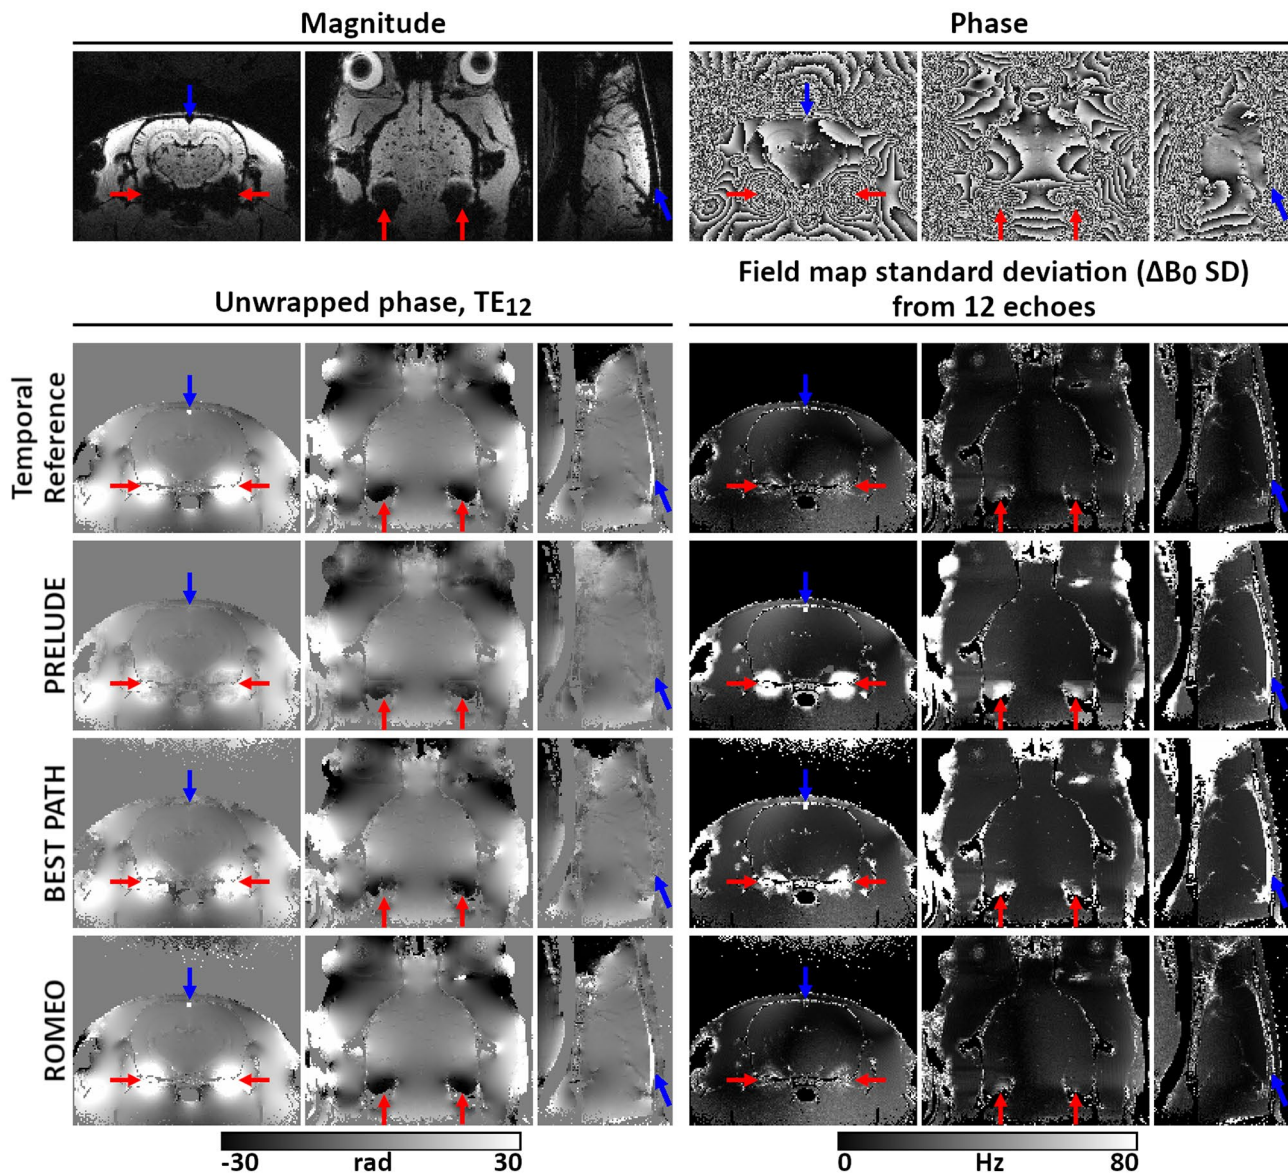 Magnitude
Phase
Unwrapped phase, TE12
Field map standard deviation (ΔB0 SD)
from 12 echoes
Temporal
Reference
PRELUDE
BEST PATH
ROMEO
-30 rad 30
0 Hz 80